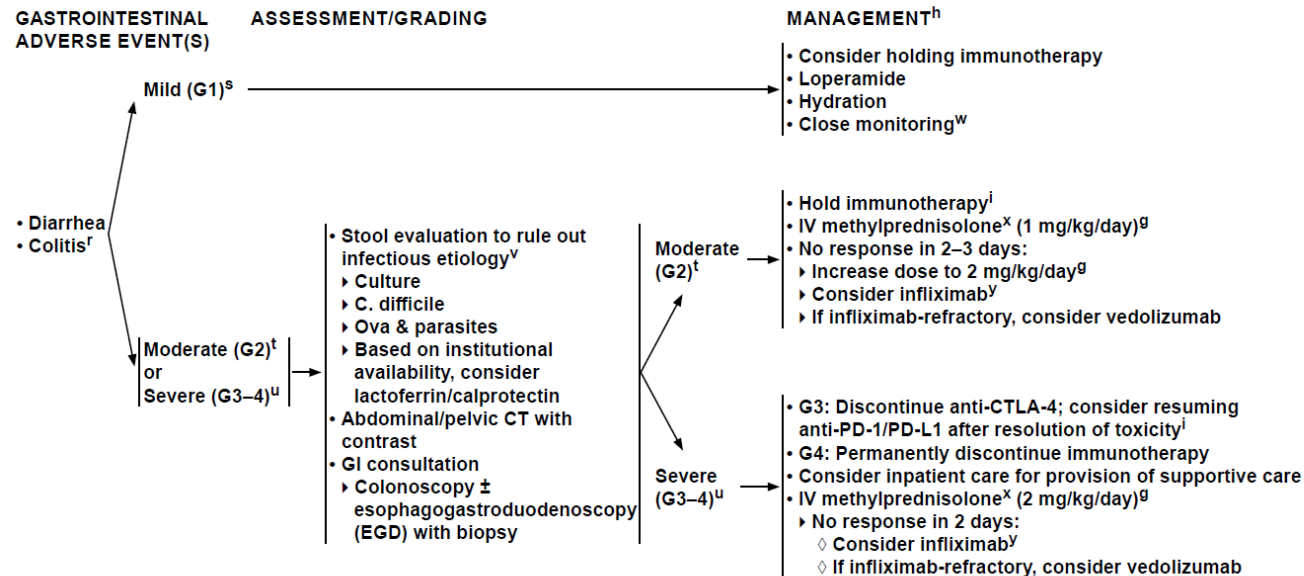 GASTROINTESTINAL
ADVERSE EVENT(S)
ASSESSMENT/GRADING
MANAGEMENTʰ
• Diarrhea
• Colitisʳ
Mild (G1)ˢ
• Consider holding immunotherapy
• Loperamide
• Hydration
• Close monitoringʷ
Moderate (G2)ᵗ
or
Severe (G3–4)ᵘ
• Stool evaluation to rule out
infectious etiologyᵛ
▸ Culture
▸ C. difficile
▸ Ova & parasites
▸ Based on institutional
availability, consider
lactoferrin/calprotectin
• Abdominal/pelvic CT with
contrast
• GI consultation
▸ Colonoscopy ±
esophagogastroduodenoscopy
(EGD) with biopsy
Moderate
(G2)ᵗ
• Hold immunotherapyⁱ
• IV methylprednisoloneˣ (1 mg/kg/day)ᵍ
• No response in 2–3 days:
▸ Increase dose to 2 mg/kg/dayᵍ
▸ Consider infliximabʸ
▸ If infliximab-refractory, consider vedolizumab
Severe
(G3–4)ᵘ
• G3: Discontinue anti-CTLA-4; consider resuming
anti-PD-1/PD-L1 after resolution of toxicityⁱ
• G4: Permanently discontinue immunotherapy
• Consider inpatient care for provision of supportive care
• IV methylprednisoloneˣ (2 mg/kg/day)ᵍ
▸ No response in 2 days:
◊ Consider infliximabʸ
◊ If infliximab-refractory, consider vedolizumab